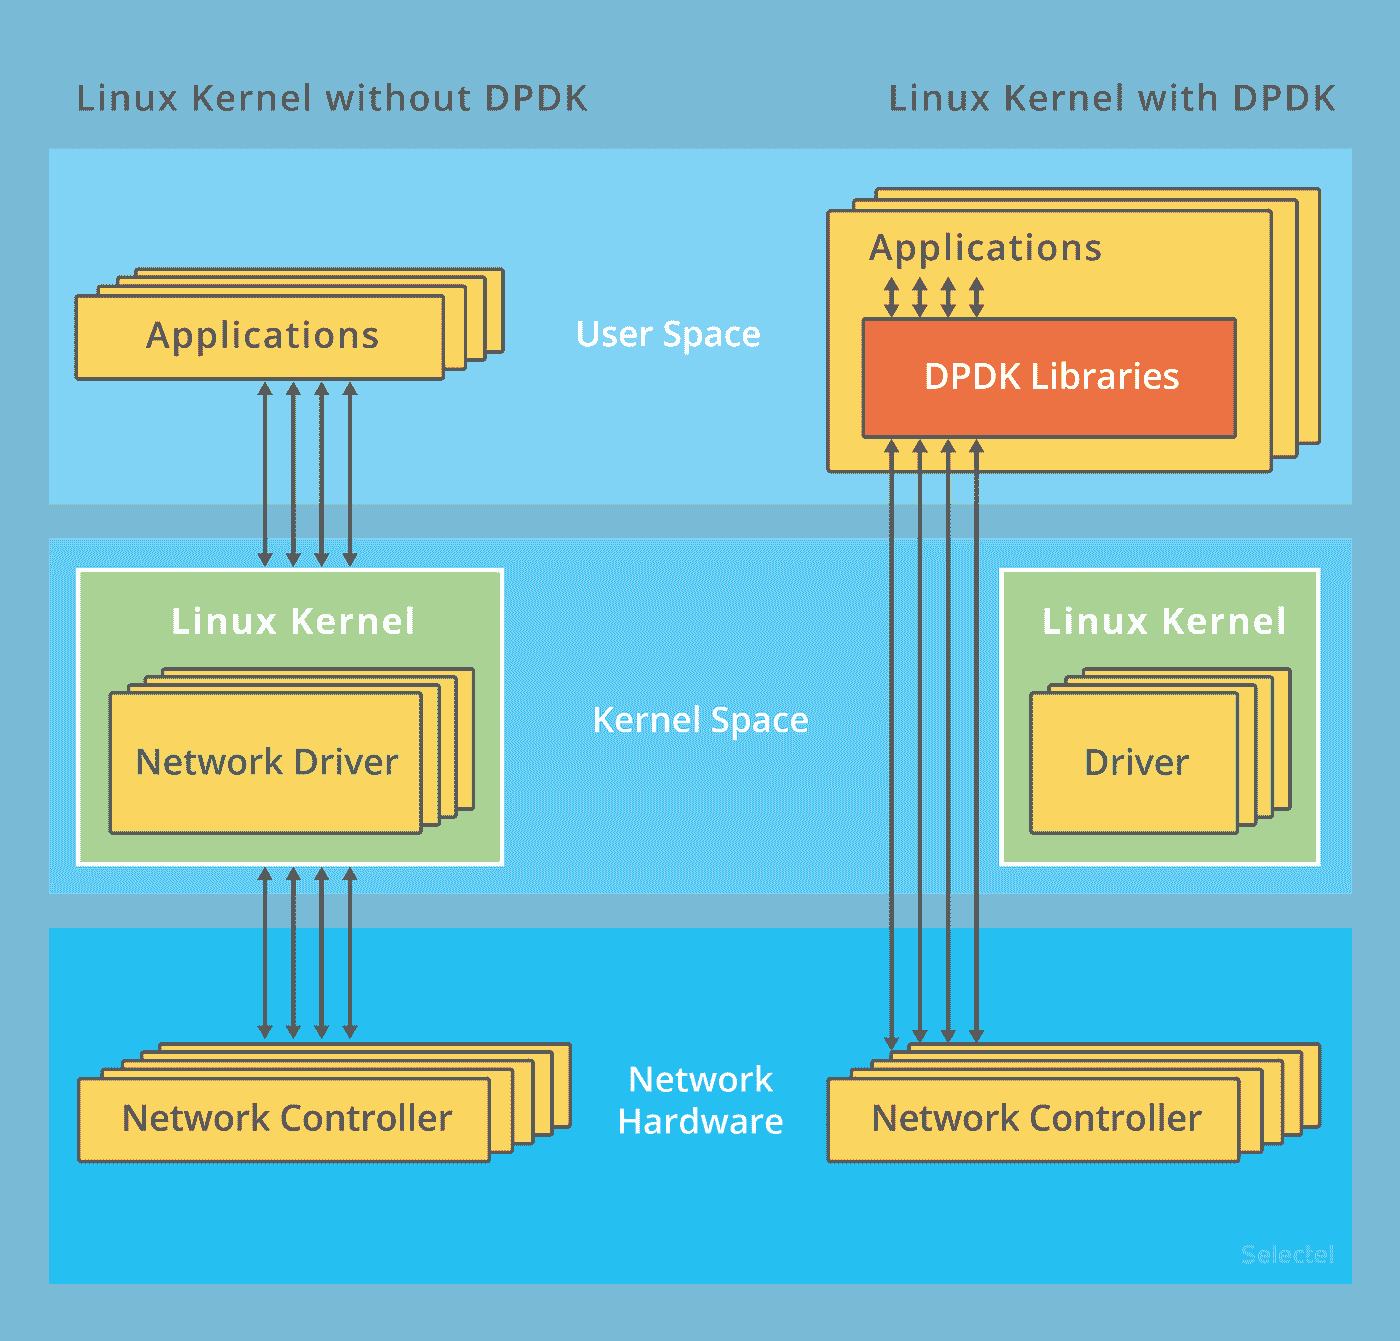 Linux Kernel without DPDK
Linux Kernel with DPDK
Applications
User Space
Applications
DPDK Libraries
Linux Kernel
Network Driver
Kernel Space
Linux Kernel
Driver
Network Controller
Network
Hardware
Network Controller
Selectel